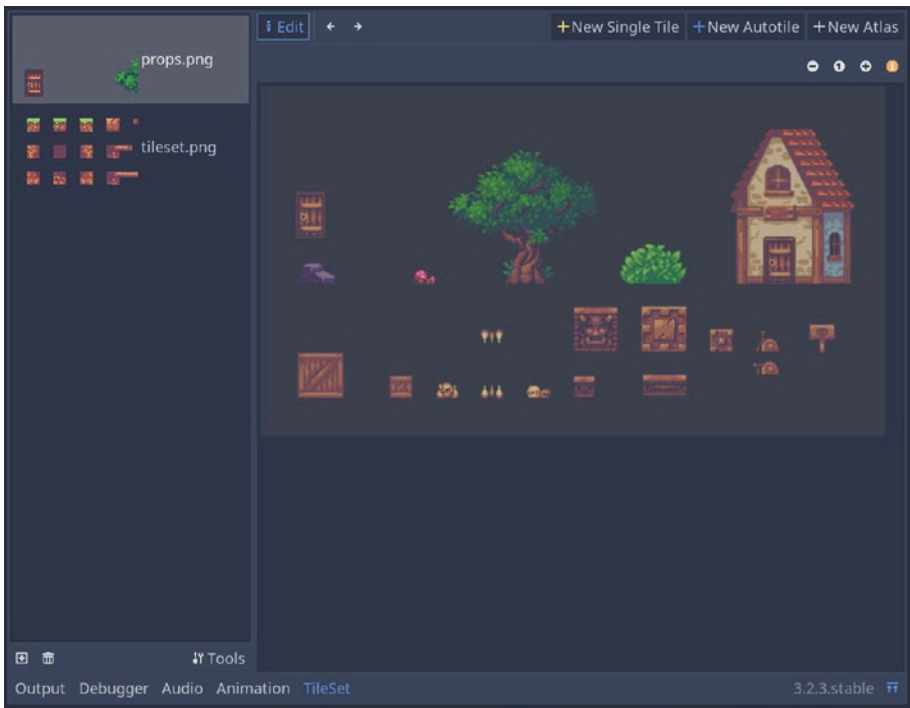 Edit
+New Single Tile
+New Autotile
+New Atlas
props.png
tileset.png
Tools
Output Debugger Audio Animation TileSet
3.2.3.stable